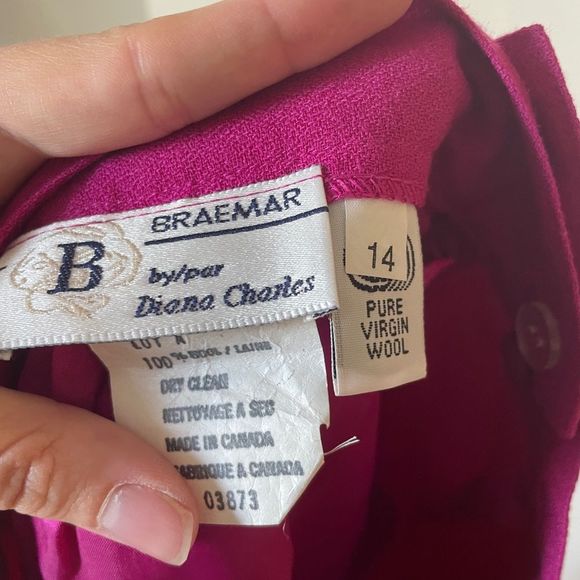 BRAEMAR
B
by/par
Diana Charles
14
PURE
VIRGIN
WOOL
100% WOOL / LAINE
DRY CLEAN
NETTOYAGE A SEC
MADE IN CANADA
FABRIQUE A CANADA
03873